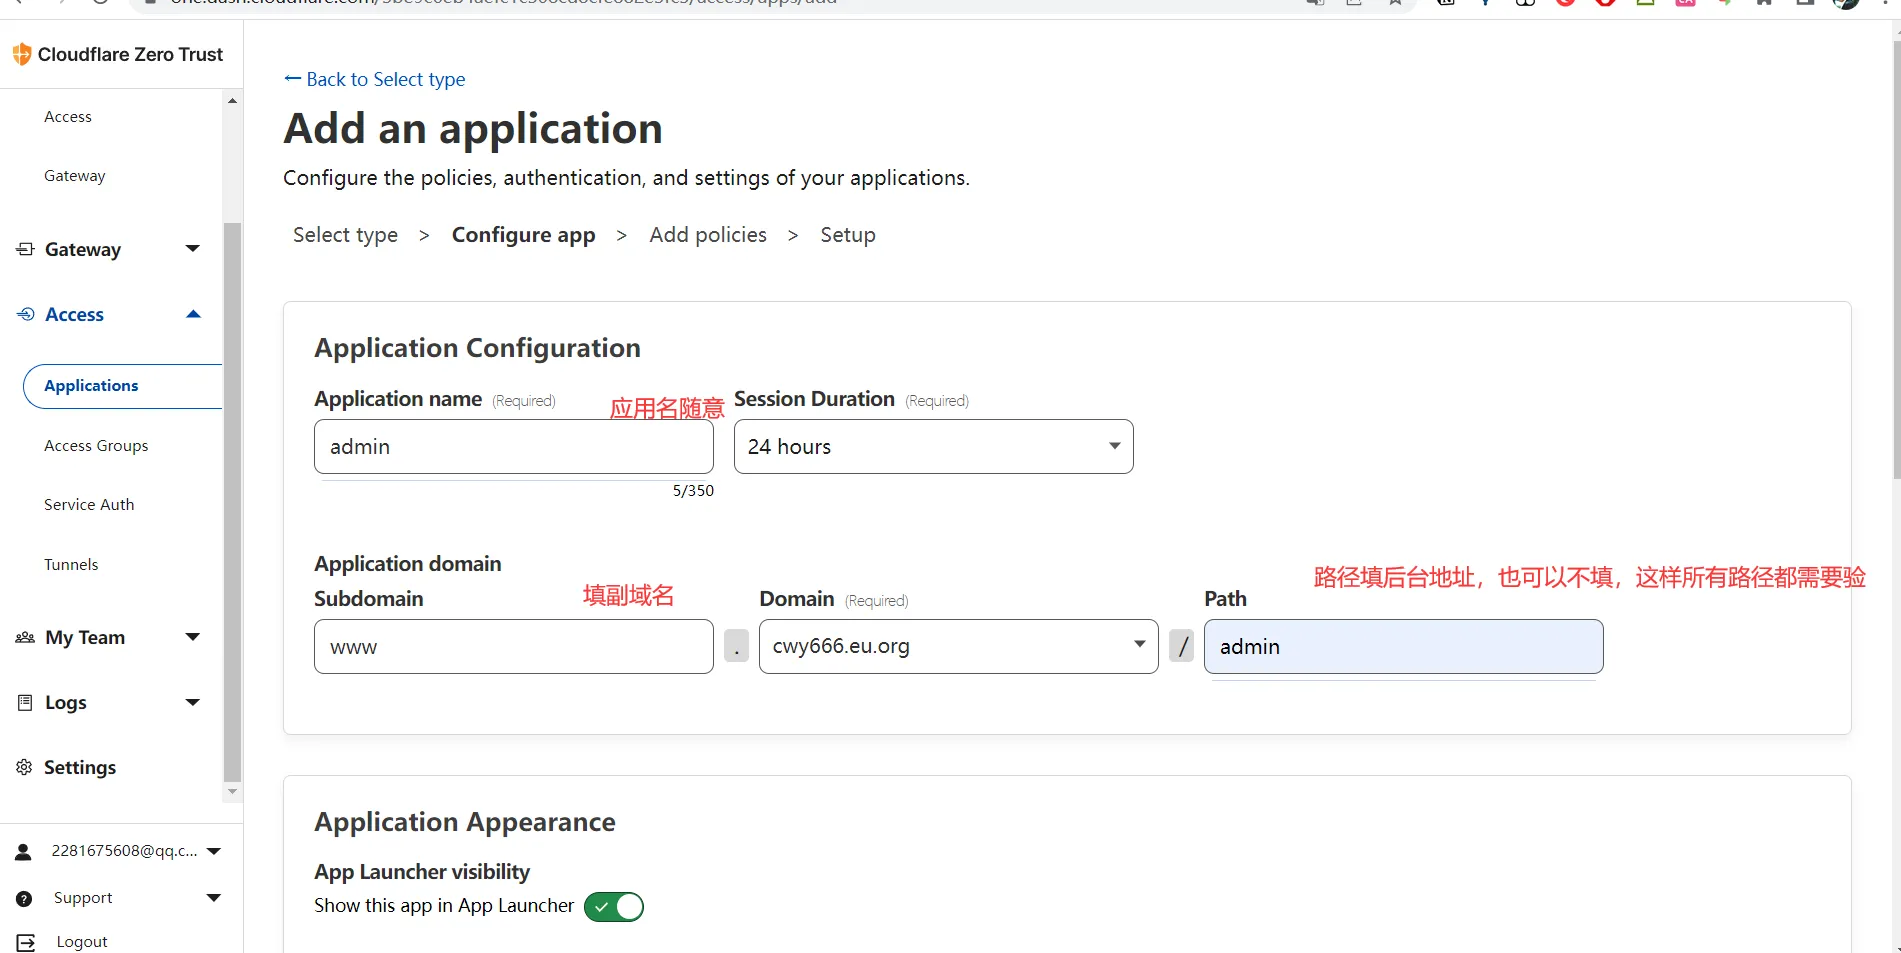 Cloudflare Zero Trust
Access
Gateway
Gateway
Access
Applications
Access Groups
Service Auth
Tunnels
My Team
Logs
Settings
2281675608@qq.c...
Support
Logout
← Back to Select type
Add an application
Configure the policies, authentication, and settings of your applications.
Select type > Configure app > Add policies > Setup
Application Configuration
Application name (Required) 应用名随意 Session Duration (Required)
admin 24 hours
5/350
Application domain
路径填后台地址，也可以不填，这样所有路径都需要验
Subdomain 填副域名 Domain (Required) Path
www . cwy666.eu.org / admin
Application Appearance
App Launcher visibility
Show this app in App Launcher